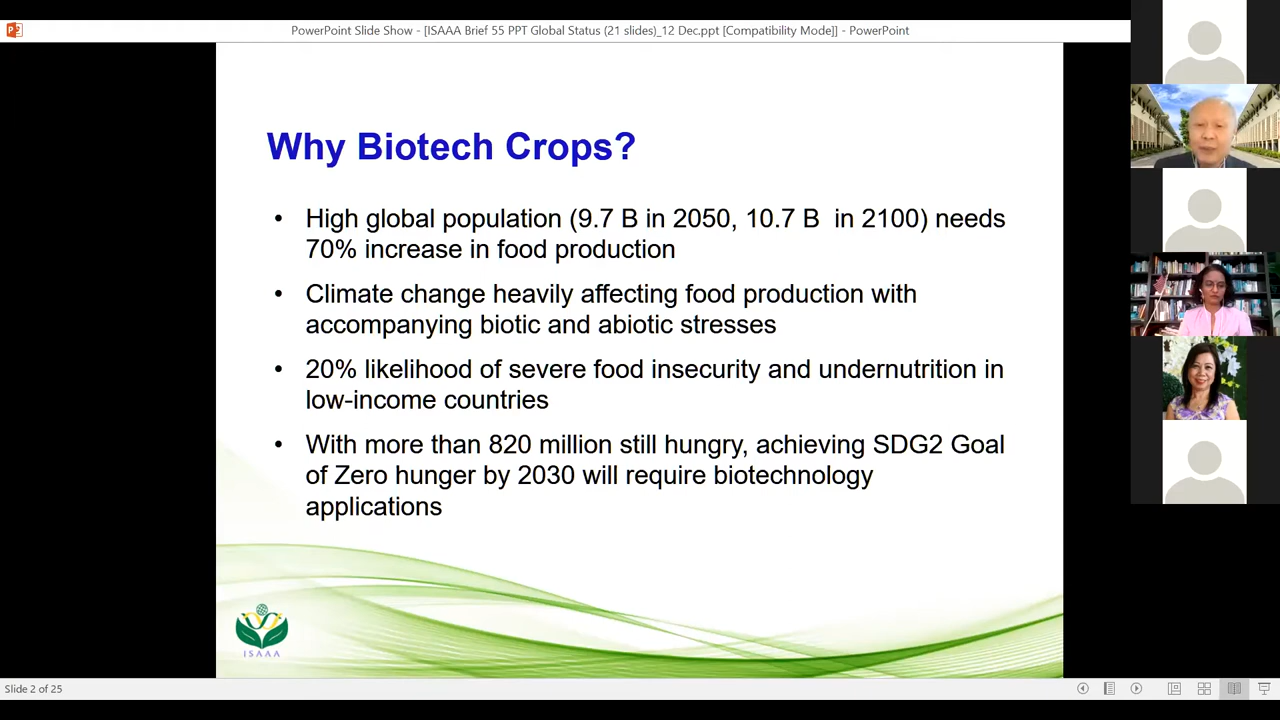 PowerPoint Slide Show - [ISAAA Brief 55 PPT Global Status (21 slides)_12 Dec.ppt [Compatibility Mode]] - PowerPoint
Why Biotech Crops?
• High global population (9.7 B in 2050, 10.7 B  in 2100) needs
70% increase in food production
• Climate change heavily affecting food production with
accompanying biotic and abiotic stresses
• 20% likelihood of severe food insecurity and undernutrition in
low-income countries
• With more than 820 million still hungry, achieving SDG2 Goal
of Zero hunger by 2030 will require biotechnology
applications
ISAAA
Slide 2 of 25